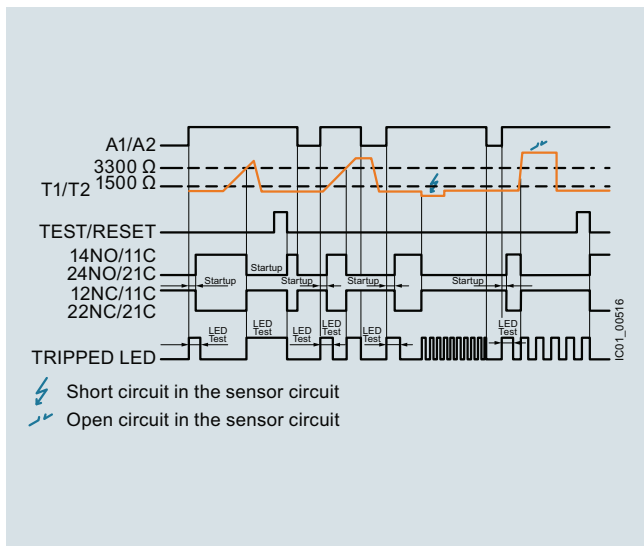 A1/A2
3300 Ω
T1/T2 1500 Ω
TEST/RESET
14NO/11C
24NO/21C
12NC/11C
22NC/21C
Startup
Startup
Startup
Startup
Startup
LED Test
LED Test
LED Test
LED Test
LED Test
LED Test
TRIPPED LED
IC01_00516
Short circuit in the sensor circuit
Open circuit in the sensor circuit